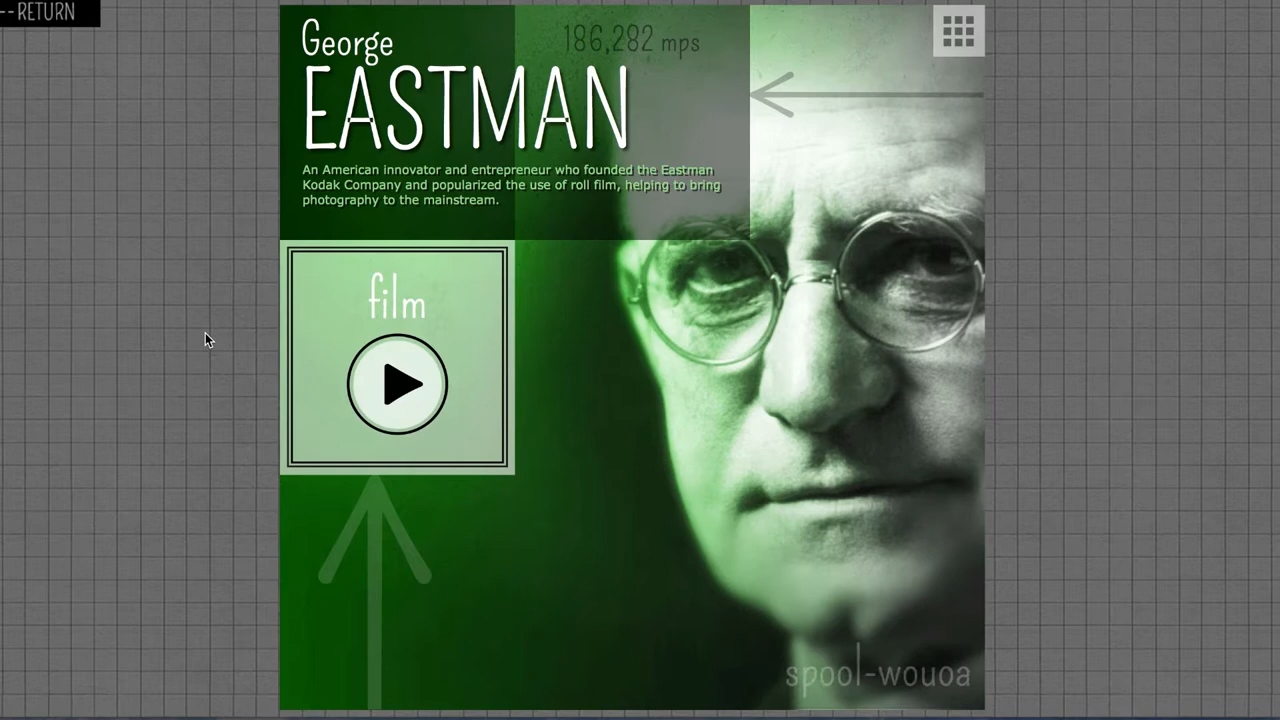 --RETURN
George
186,282 mps
EASTMAN
An American innovator and entrepreneur who founded the Eastman
Kodak Company and popularized the use of roll film, helping to bring
photography to the mainstream.
film
spool-wouoa